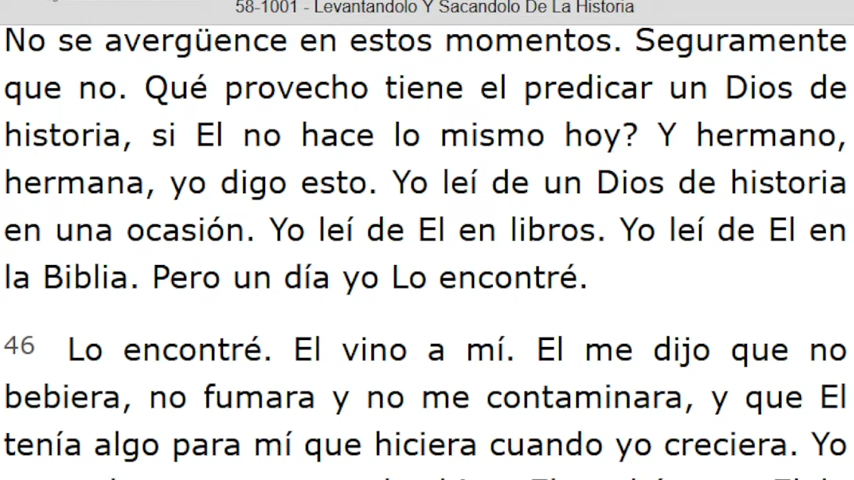 58-1001 - Levantandolo Y Sacandolo De La Historia
No se avergüence en estos momentos. Seguramente
que no. Qué provecho tiene el predicar un Dios de
historia, si El no hace lo mismo hoy? Y hermano,
hermana, yo digo esto. Yo leí de un Dios de historia
en una ocasión. Yo leí de El en libros. Yo leí de El en
la Biblia. Pero un día yo Lo encontré.
46 Lo encontré. El vino a mí. El me dijo que no
bebiera, no fumara y no me contaminara, y que El
tenía algo para mí que hiciera cuando yo creciera. Yo